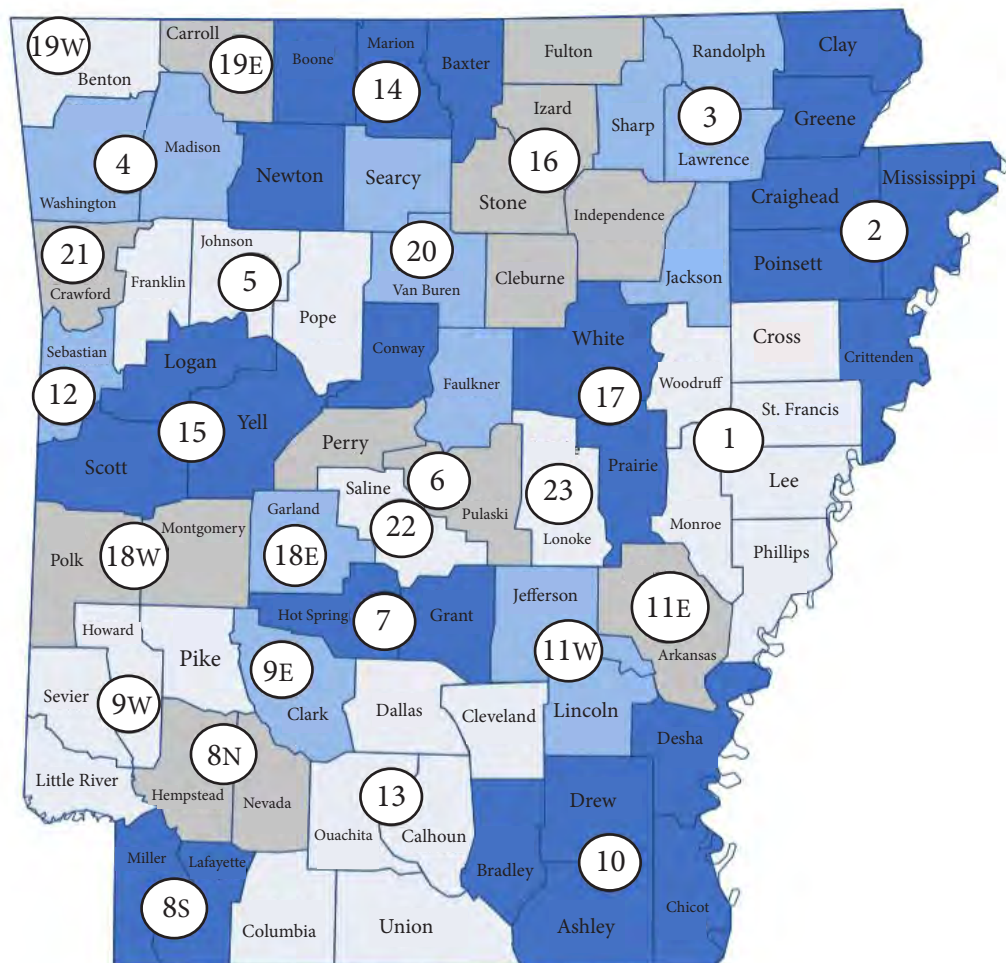 19W
Benton
Carroll
19E
Boone
Marion
14
Baxter
Fulton
Izard
16
Stone
Sharp
Randolph
3
Lawrence
Clay
Greene
4
Madison
Washington
Newton
Searcy
Independence
Craighead
Mississippi
2
Poinsett
21
Crawford
Franklin
Johnson
5
Pope
20
Van Buren
Cleburne
Jackson
Cross
Crittenden
Sebastian
12
Logan
15
Yell
Scott
Conway
Faulkner
White
17
Prairie
Woodruff
St. Francis
1
Lee
Monroe
Phillips
Perry
6
Pulaski
Saline
22
23
Lonoke
Polk
18W
Montgomery
Garland
18E
Hot Spring
7
Grant
Jefferson
11W
Lincoln
11E
Arkansas
Howard
Pike
9E
Clark
Sevier
9W
Little River
Dallas
Cleveland
Desha
8N
Hempstead
Nevada
13
Ouachita
Calhoun
Drew
Bradley
10
Ashley
Chicot
Miller
Lafayette
8S
Columbia
Union